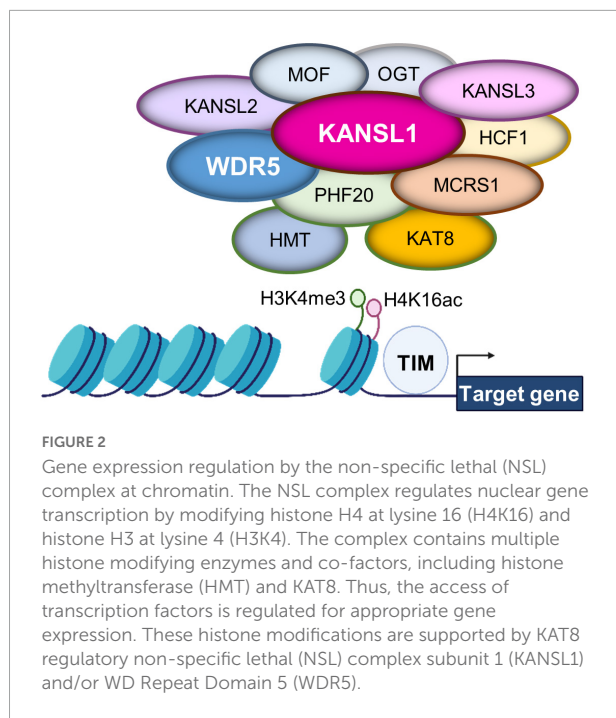 MOF
OGT
KANSL2
KANSL3
KANSL1
HCF1
WDR5
MCRS1
PHF20
HMT
KAT8
H3K4me3
H4K16ac
TIM
Target gene
FIGURE 2
Gene expression regulation by the non-specific lethal (NSL)
complex at chromatin. The NSL complex regulates nuclear gene
transcription by modifying histone H4 at lysine 16 (H4K16) and
histone H3 at lysine 4 (H3K4). The complex contains multiple
histone modifying enzymes and co-factors, including histone
methyltransferase (HMT) and KAT8. Thus, the access of
transcription factors is regulated for appropriate gene
expression. These histone modifications are supported by KAT8
regulatory non-specific lethal (NSL) complex subunit 1 (KANSL1)
and/or WD Repeat Domain 5 (WDR5).